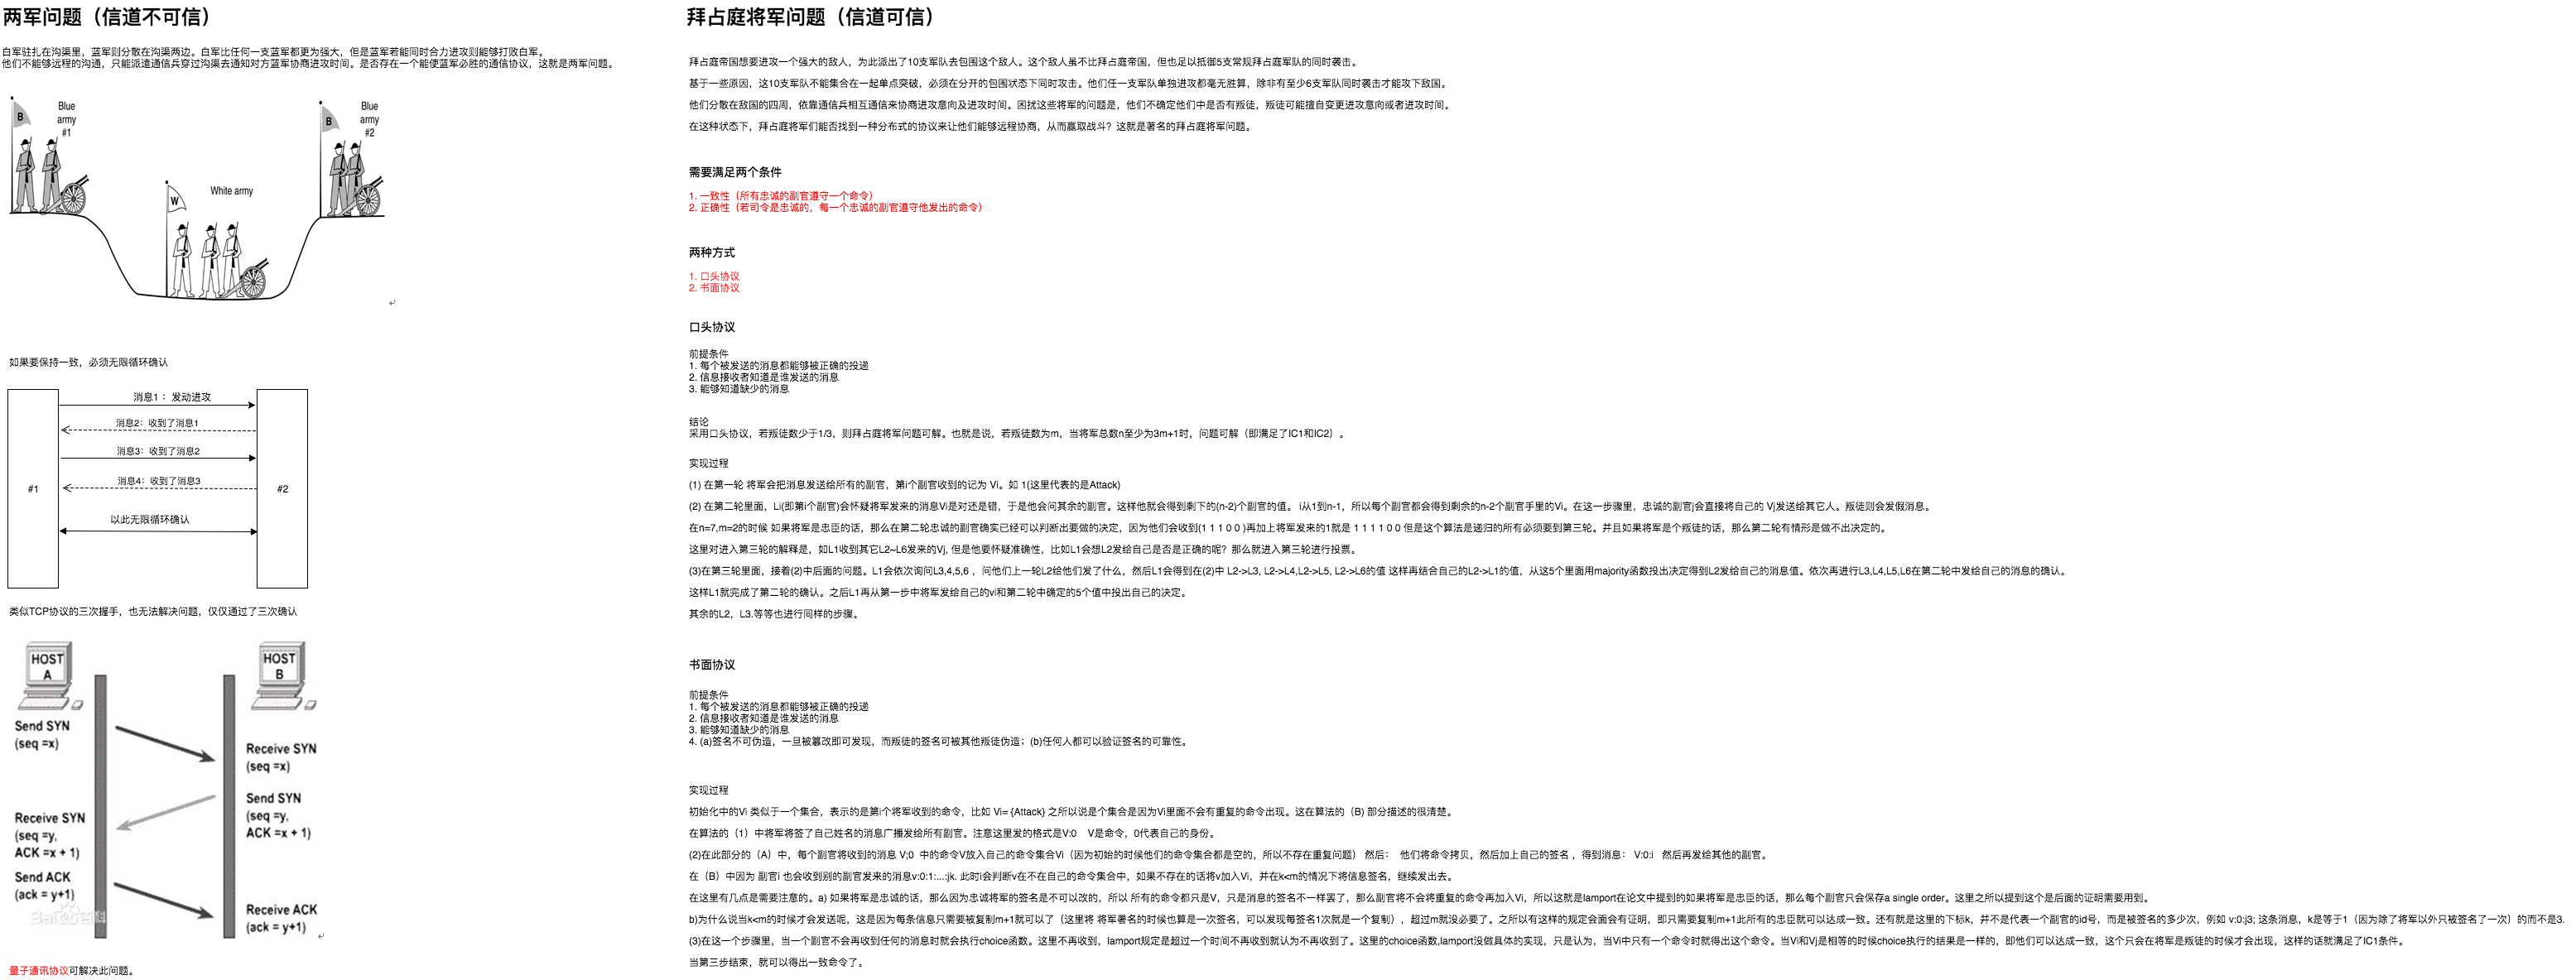 两军问题（信道不可信）
白军驻扎在沟渠里，蓝军则分散在沟渠两边。白军比任何一支蓝军都更为强大，但是蓝军若能同时合力进攻则能够打败白军。
他们不能够远程的沟通，只能派遣通信兵穿过沟渠去通知对方蓝军协商进攻时间。是否存在一个能使蓝军必胜的通信协议，这就是两军问题。
B
Blue
army
#1
B
Blue
army
#2
W
White army
如果要保持一致，必须无限循环确认
消息1 ：发动进攻
消息2：收到了消息1
消息3：收到了消息2
消息4：收到了消息3
#1
#2
以此无限循环确认
类似TCP协议的三次握手，也无法解决问题，仅仅通过了三次确认
HOST
A
HOST
B
Send SYN
(seq =x)
Receive SYN
(seq =x)
Send SYN
(seq =y,
ACK =x + 1)
Receive SYN
(seq =y,
ACK =x + 1)
Send ACK
(ack = y+1)
Receive ACK
(ack = y+1)
Baidu百科
量子通讯协议可解决此问题。
拜占庭将军问题（信道可信）
拜占庭帝国想要进攻一个强大的敌人，为此派出了10支军队去包围这个敌人。这个敌人虽不比拜占庭帝国，但也足以抵御5支常规拜占庭军队的同时袭击。
基于一些原因，这10支军队不能集合在一起单点突破，必须在分开的包围状态下同时攻击。他们任一支军队单独进攻都毫无胜算，除非有至少6支军队同时袭击才能攻下敌国。
他们分散在敌国的四周，依靠通信兵相互通信来协商进攻意向及进攻时间。困扰这些将军的问题是，他们不确定他们中是否有叛徒，叛徒可能擅自变更进攻意向或者进攻时间。
在这种状态下，拜占庭将军们能否找到一种分布式的协议来让他们能够远程协商，从而赢取战斗？这就是著名的拜占庭将军问题。
需要满足两个条件
1. 一致性（所有忠诚的副官遵守一个命令）
2. 正确性（若司令是忠诚的，每一个忠诚的副官遵守他发出的命令）
两种方式
1. 口头协议
2. 书面协议
口头协议
前提条件
1. 每个被发送的消息都能够被正确的投递
2. 信息接收者知道是谁发送的消息
3. 能够知道缺少的消息
结论
采用口头协议，若叛徒数少于1/3，则拜占庭将军问题可解。也就是说，若叛徒数为m，当将军总数n至少为3m+1时，问题可解（即满足了IC1和IC2）。
实现过程
(1) 在第一轮 将军会把消息发送给所有的副官，第i个副官收到的记为 Vi。如 1(这里代表的是Attack)
(2) 在第二轮里面，Li(即第i个副官)会怀疑将军发来的消息Vi是对还是错，于是他会问其余的副官。这样他就会得到剩下的(n-2)个副官的值。 i从1到n-1，所以每个副官都会得到剩余的n-2个副官手里的Vi。在这一步骤里，忠诚的副官j会直接将自己的 Vj发送给其它人。叛徒则会发假消息。
在n=7,m=2的时候 如果将军是忠臣的话，那么在第二轮忠诚的副官确实已经可以判断出要做的决定，因为他们会收到(1 1 1 0 0 )再加上将军发来的1就是 1 1 1 1 0 0 但是这个算法是递归的所有必须要到第三轮。并且如果将军是个叛徒的话，那么第二轮有情形是做不出决定的。
这里对进入第三轮的解释是，如L1收到其它L2~L6发来的Vj, 但是他要怀疑准确性，比如L1会想L2发给自己是否是正确的呢？那么就进入第三轮进行投票。
(3)在第三轮里面，接着(2)中后面的问题。L1会依次询问L3,4,5,6 ，问他们上一轮L2给他们发了什么，然后L1会得到在(2)中 L2->L3, L2->L4,L2->L5, L2->L6的值 这样再结合自己的L2->L1的值，从这5个里面用majority函数投出决定得到L2发给自己的消息值。依次再进行L3,L4,L5,L6在第二轮中发给自己的消息的确认。
这样L1就完成了第二轮的确认。之后L1再从第一步中将军发给自己的vi和第二轮中确定的5个值中投出自己的决定。
其余的L2，L3.等等也进行同样的步骤。
书面协议
前提条件
1. 每个被发送的消息都能够被正确的投递
2. 信息接收者知道是谁发送的消息
3. 能够知道缺少的消息
4. (a)签名不可伪造，一旦被篡改即可发现，而叛徒的签名可被其他叛徒伪造；(b)任何人都可以验证签名的可靠性。
实现过程
初始化中的Vi 类似于一个集合，表示的是第i个将军收到的命令，比如 Vi= {Attack} 之所以说是个集合是因为Vi里面不会有重复的命令出现。这在算法的（B) 部分描述的很清楚。
在算法的（1）中将军将签了自己姓名的消息广播发给所有副官。注意这里发的格式是V:0 V是命令，0代表自己的身份。
(2)在此部分的（A）中，每个副官将收到的消息 V;0 中的命令V放入自己的命令集合Vi（因为初始的时候他们的命令集合都是空的，所以不存在重复问题） 然后： 他们将命令拷贝，然后加上自己的签名 ，得到消息： V:0:i 然后再发给其他的副官。
在（B）中因为 副官i 也会收到别的副官发来的消息v:0:1:...:jk. 此时i会判断v在不在自己的命令集合中，如果不存在的话将v加入Vi，并在k<m的情况下将信息签名，继续发出去。
在这里有几点是需要注意的。a) 如果将军是忠诚的话，那么因为忠诚将军的签名是不可以改的，所以 所有的命令都只是V，只是消息的签名不一样罢了，那么副官将不会将重复的命令再加入Vi，所以这就是lamport在论文中提到的如果将军是忠臣的话，那么每个副官只会保存a single order。这里之所以提到这个是后面的证明需要用到。
b)为什么说当k<m的时候才会发送呢，这是因为每条信息只需要被复制m+1就可以了（这里将 将军署名的时候也算是一次签名，可以发现每签名1次就是一个复制），超过m就没必要了。之所以有这样的规定会面会有证明，即只需要复制m+1此所有的忠臣就可以达成一致。还有就是这里的下标k，并不是代表一个副官的id号，而是被签名的多少次，例如 v:0:j3; 这条消息，k是等于1（因为除了将军以外只被签名了一次）的而不是3.
(3)在这一个步骤里，当一个副官不会再收到任何的消息时就会执行choice函数。这里不再收到，lamport规定是超过一个时间不再收到就认为不再收到了。这里的choice函数,lamport没做具体的实现，只是认为，当Vi中只有一个命令时就得出这个命令。当Vi和Vj是相等的时候choice执行的结果是一样的，即他们可以达成一致，这个只会在将军是叛徒的时候才会出现，这样的话就满足了IC1条件。
当第三步结束，就可以得出一致命令了。